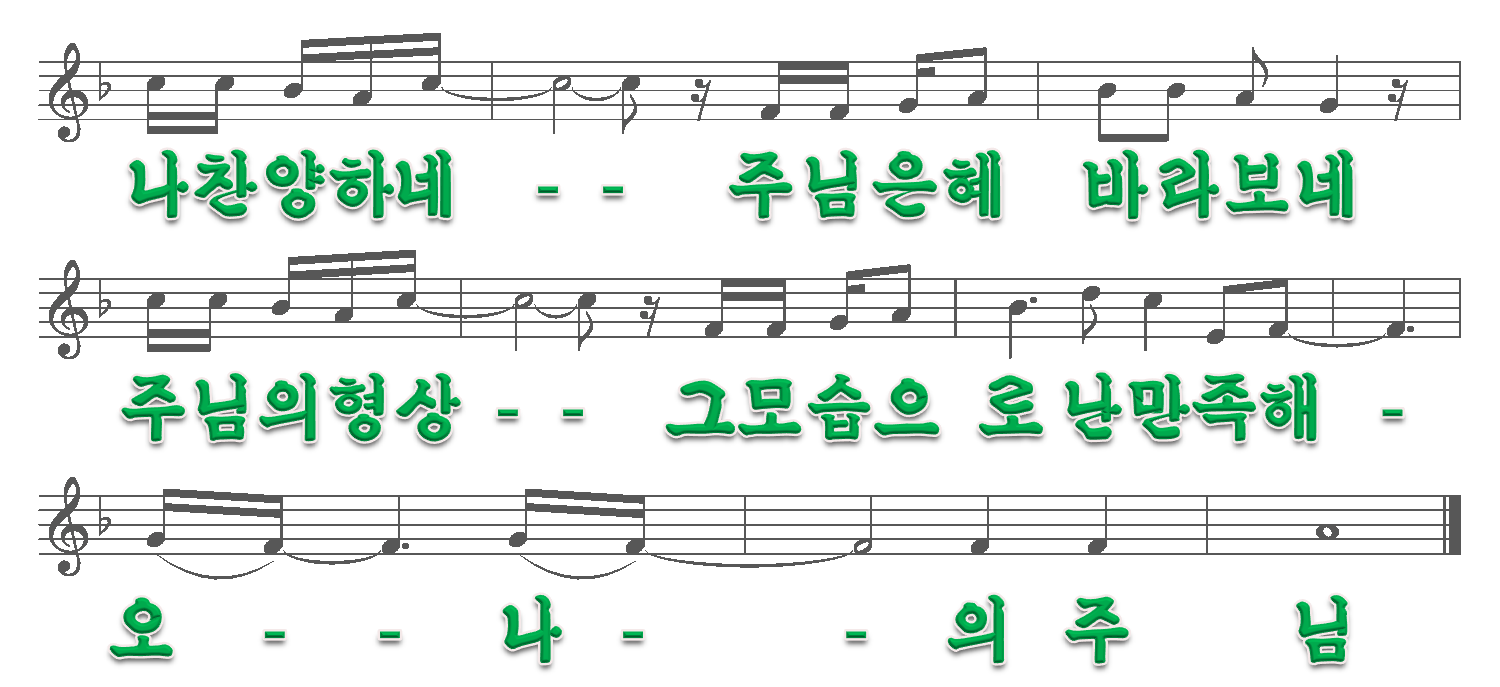 나찬양하네 - - 주님은혜 바라보네
주님의형상 - - 그모습으 로 난만족해 -
오 - - 나 - - 의 주 님